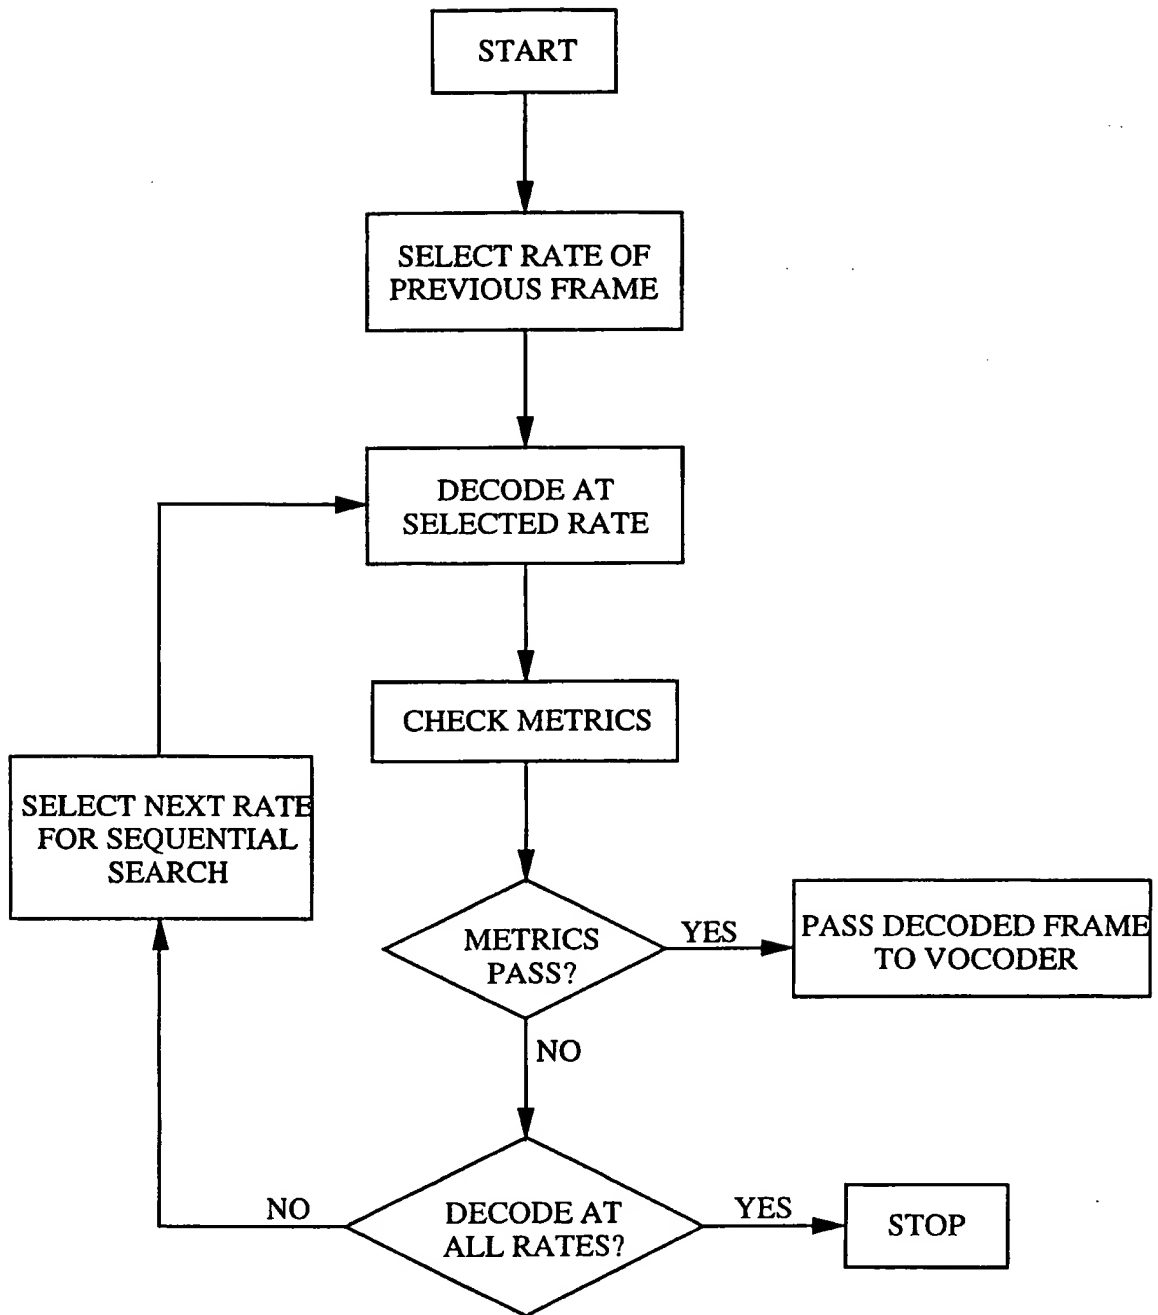 START
SELECT RATE OF
PREVIOUS FRAME
DECODE AT
SELECTED RATE
CHECK METRICS
SELECT NEXT RATE
FOR SEQUENTIAL
SEARCH
METRICS
PASS?
YES
PASS DECODED FRAME
TO VOCODER
NO
DECODE AT
ALL RATES?
NO
YES
STOP